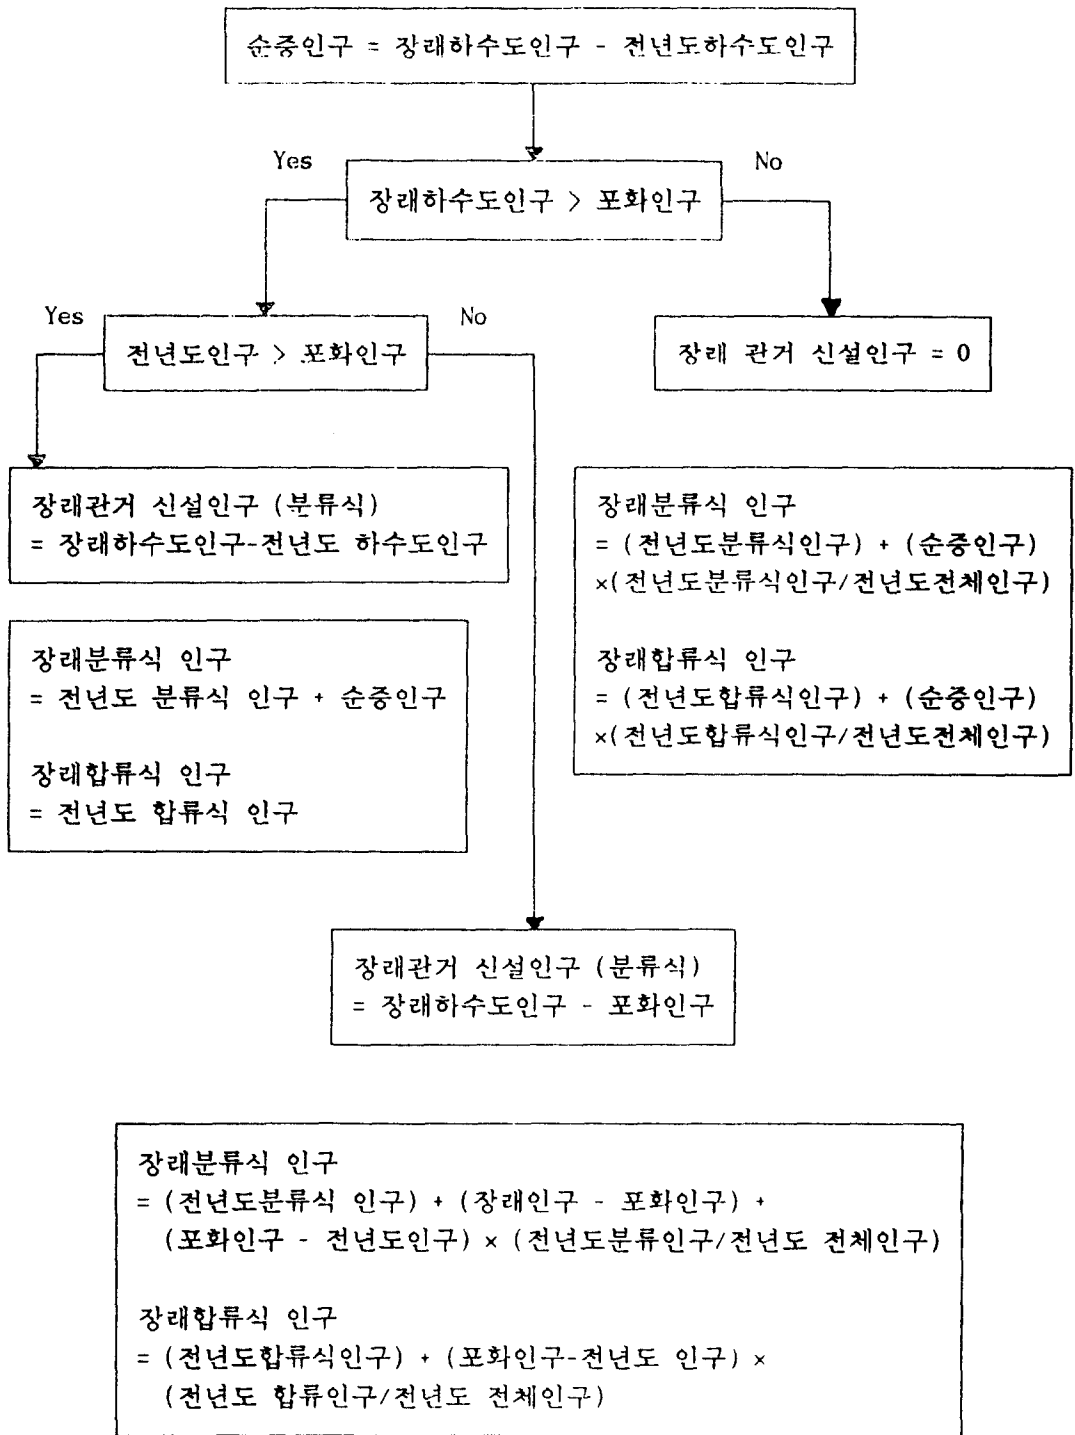 순증인구 = 장래하수도인구 - 전년도하수도인구
Yes
No
장래하수도인구 > 포화인구
Yes
No
전년도인구 > 포화인구
장래 관거 신설인구 = 0
장래관거 신설인구 (분류식)
= 장래하수도인구-전년도 하수도인구
장래분류식 인구
= (전년도분류식인구) + (순증인구)
×(전년도분류식인구/전년도전체인구)
장래합류식 인구
= (전년도합류식인구) + (순증인구)
×(전년도합류식인구/전년도전체인구)
장래분류식 인구
= 전년도 분류식 인구 + 순증인구
장래합류식 인구
= 전년도 합류식 인구
장래관거 신설인구 (분류식)
= 장래하수도인구 - 포화인구
장래분류식 인구
= (전년도분류식 인구) + (장래인구 - 포화인구) +
(포화인구 - 전년도인구) × (전년도분류인구/전년도 전체인구)
장래합류식 인구
= (전년도합류식인구) + (포화인구-전년도 인구) ×
(전년도 합류인구/전년도 전체인구)